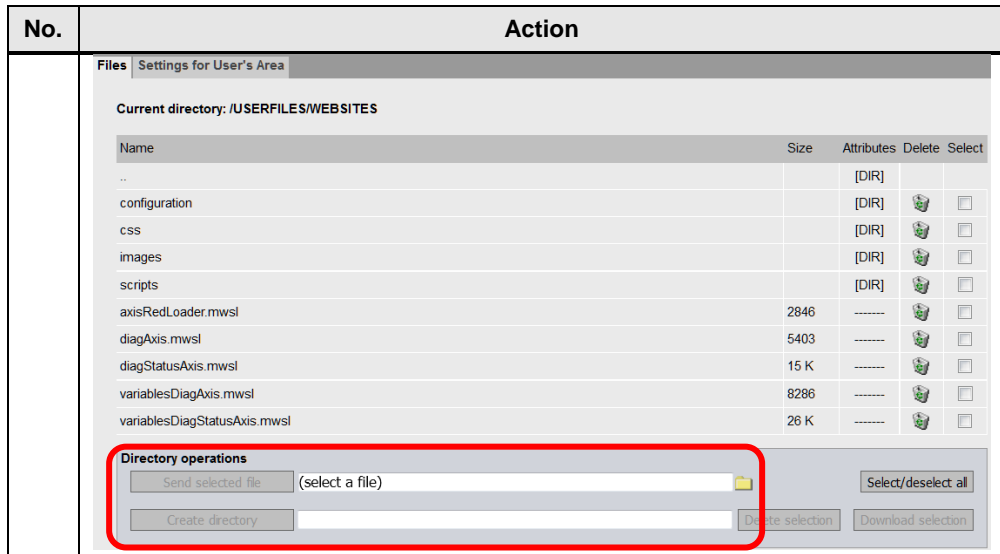 No. Action
Files Settings for User's Area
Current directory: /USERFILES/WEBSITES
Name Size Attributes Delete Select
.. [DIR]
configuration [DIR]
css [DIR]
images [DIR]
scripts [DIR]
axisRedLoader.mwsl 2846 -------
diagAxis.mwsl 5403 -------
diagStatusAxis.mwsl 15 K -------
variablesDiagAxis.mwsl 8286 -------
variablesDiagStatusAxis.mwsl 26 K -------
Directory operations
Send selected file (select a file) Select/deselect all
Create directory Delete selection Download selection